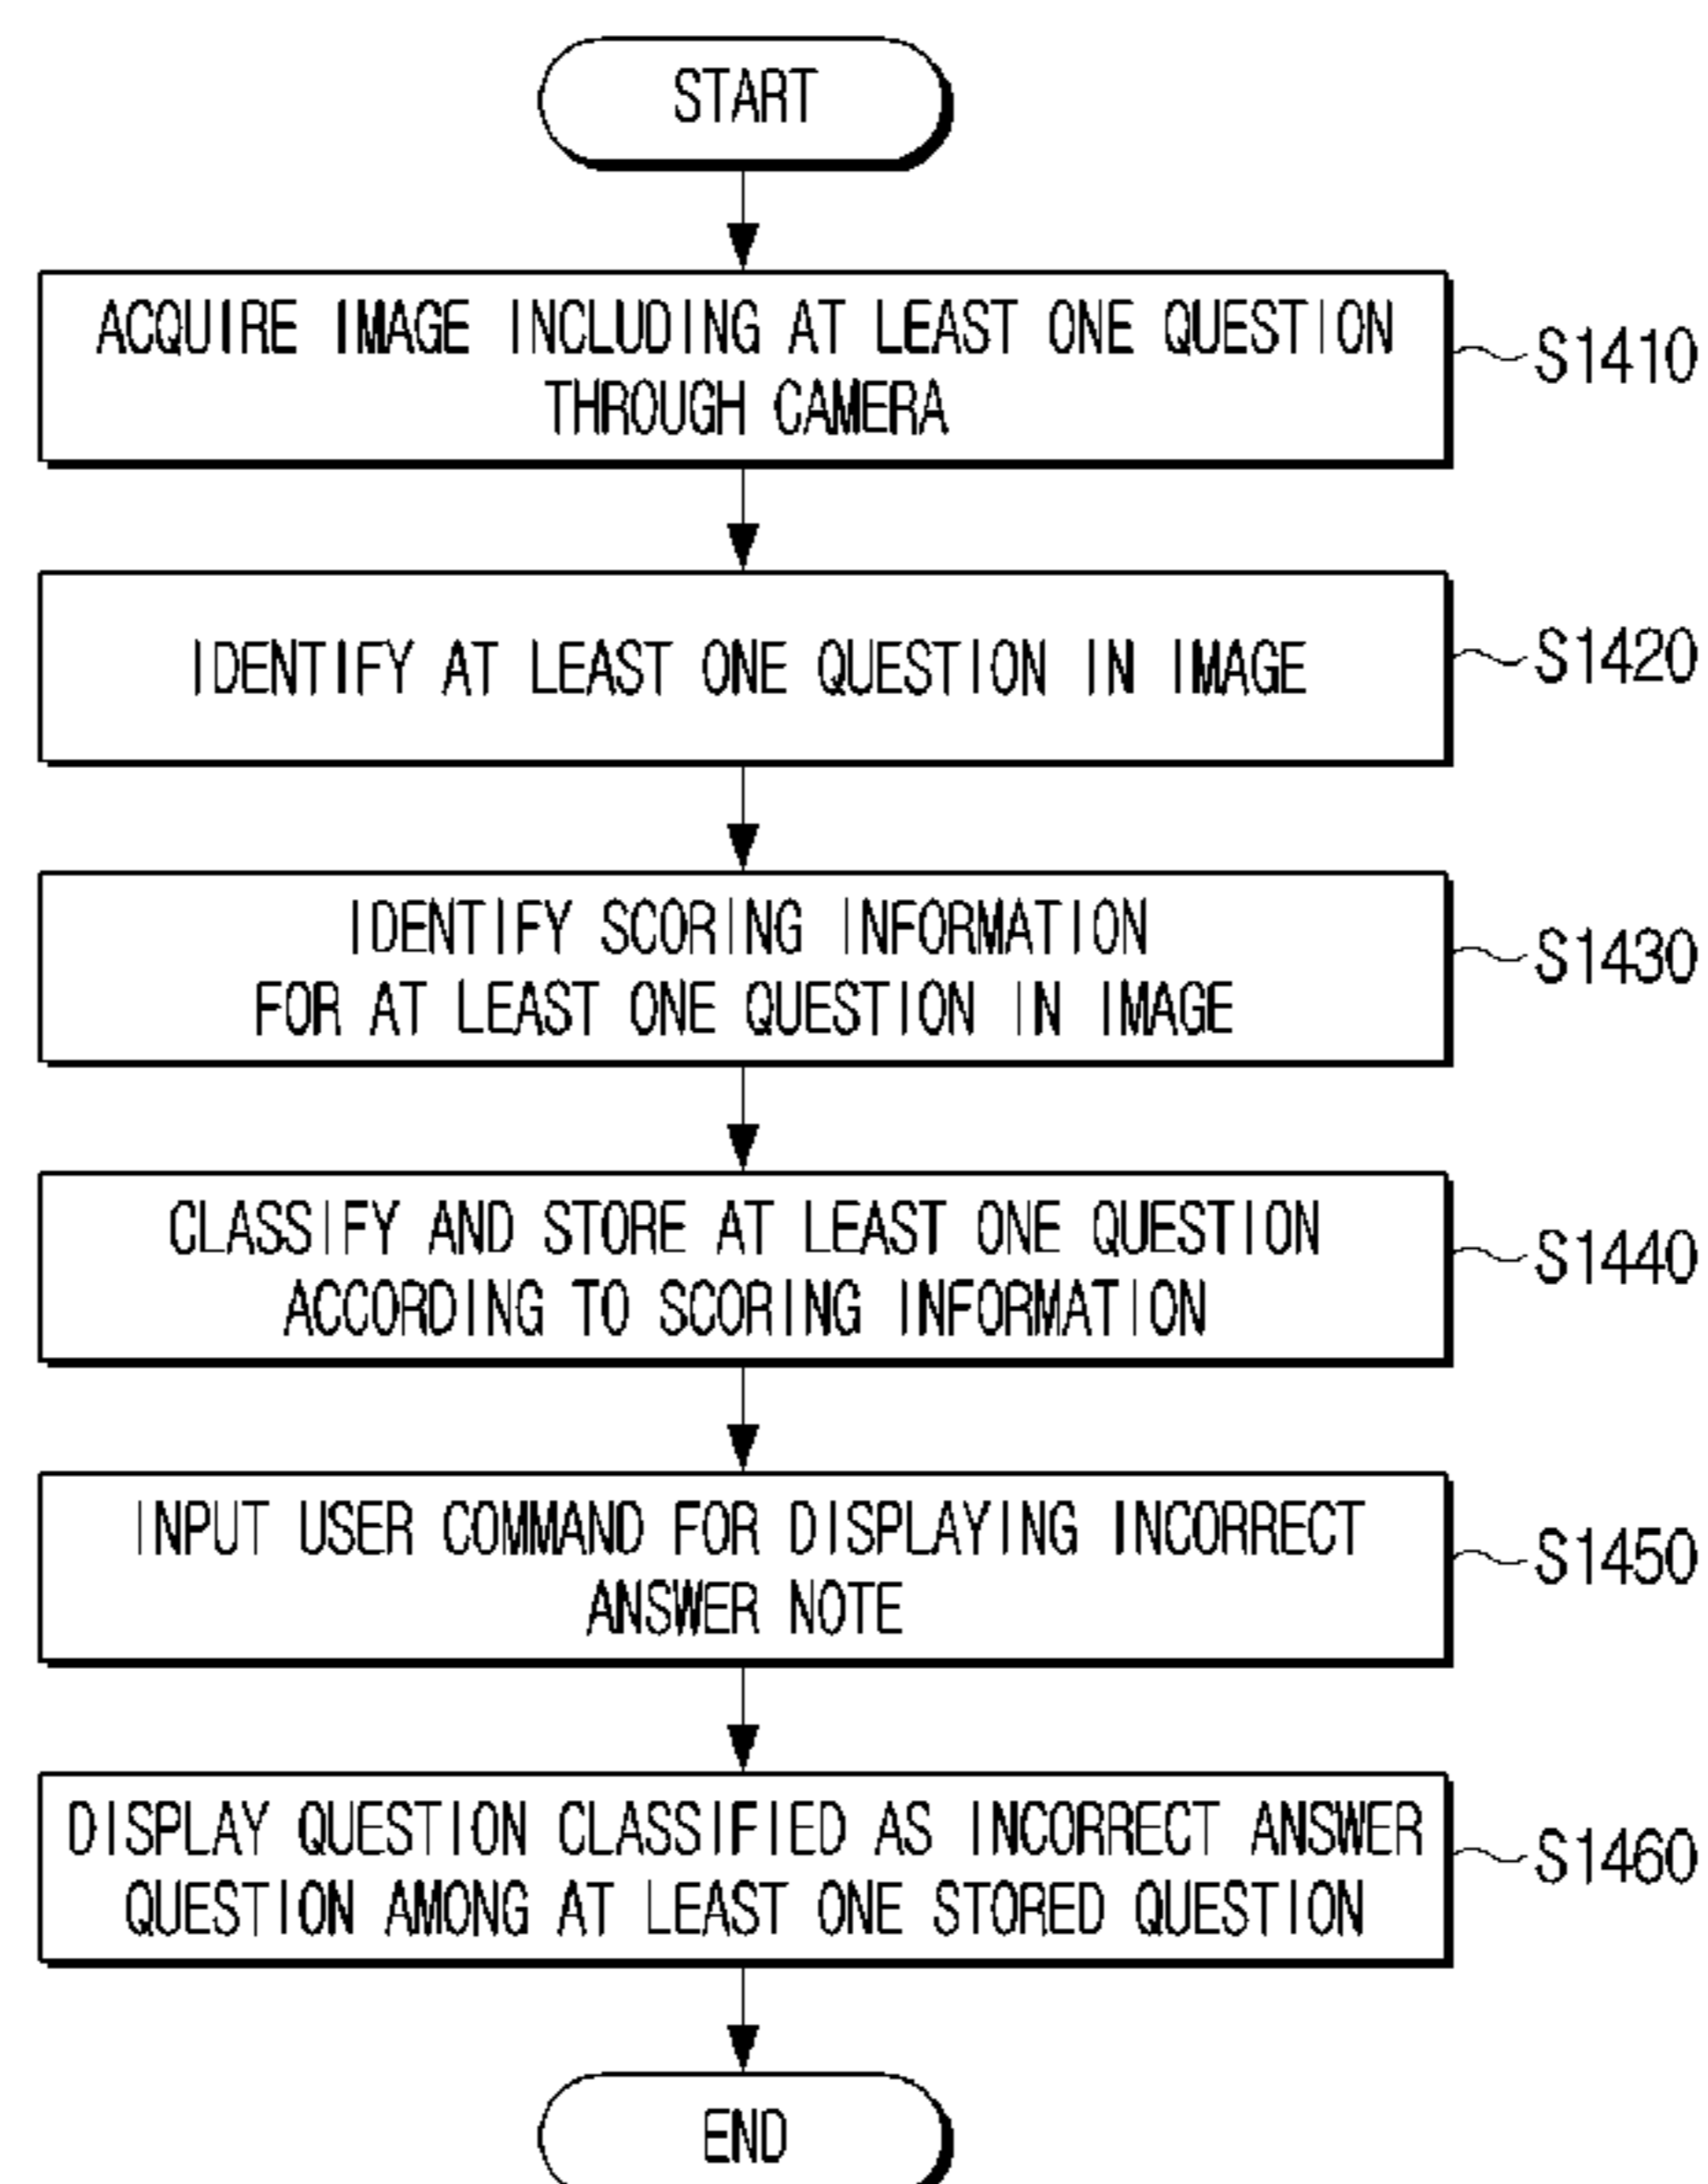 START
ACQUIRE IMAGE INCLUDING AT LEAST ONE QUESTION
THROUGH CAMERA
S1410
IDENTIFY AT LEAST ONE QUESTION IN IMAGE
S1420
IDENTIFY SCORING INFORMATION
FOR AT LEAST ONE QUESTION IN IMAGE
S1430
CLASSIFY AND STORE AT LEAST ONE QUESTION
ACCORDING TO SCORING INFORMATION
S1440
INPUT USER COMMAND FOR DISPLAYING INCORRECT
ANSWER NOTE
S1450
DISPLAY QUESTION CLASSIFIED AS INCORRECT ANSWER
QUESTION AMONG AT LEAST ONE STORED QUESTION
S1460
END